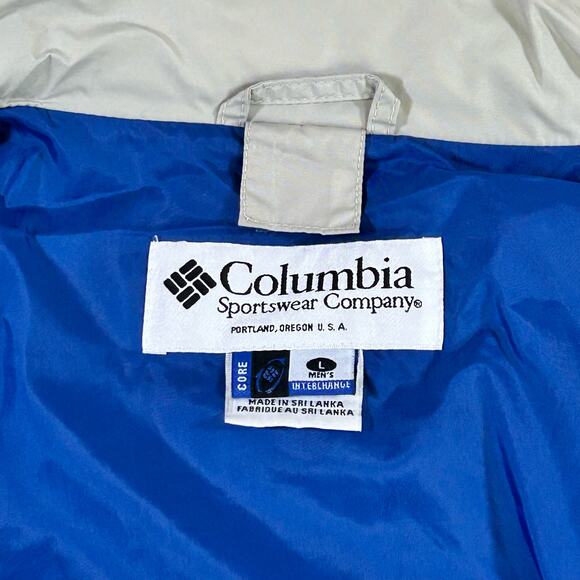 Columbia
Sportswear Company®
PORTLAND, OREGON U. S. A.
CORE
L
MEN'S
INTERCHANGE
MADE IN SRI LANKA
FABRIQUE AU SRI LANKA